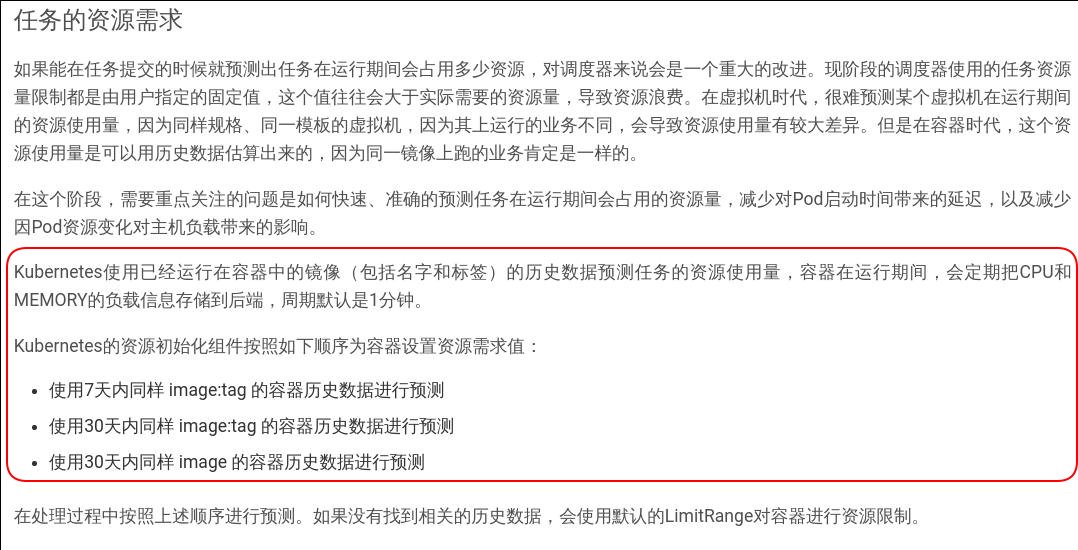 任务的资源需求
如果能在任务提交的时候就预测出任务在运行期间会占用多少资源，对调度器来说会是一个重大的改进。现阶段的调度器使用的任务资源
量限制都是由用户指定的固定值，这个值往往会大于实际需要的资源量，导致资源浪费。在虚拟机时代，很难预测某个虚拟机在运行期间
的资源使用量，因为同样规格、同一模板的虚拟机，因为其上运行的业务不同，会导致资源使用量有较大差异。但是在容器时代，这个资
源使用量是可以用历史数据估算出来的，因为同一镜像上跑的业务肯定是一样的。
在这个阶段，需要重点关注的问题是如何快速、准确的预测任务在运行期间会占用的资源量，减少对Pod启动时间带来的延迟，以及减少
因Pod资源变化对主机负载带来的影响。
Kubernetes使用已经运行在容器中的镜像（包括名字和标签）的历史数据预测任务的资源使用量，容器在运行期间，会定期把CPU和
MEMORY的负载信息存储到后端，周期默认是1分钟。
Kubernetes的资源初始化组件按照如下顺序为容器设置资源需求值：
• 使用7天内同样 image:tag 的容器历史数据进行预测
• 使用30天内同样 image:tag 的容器历史数据进行预测
• 使用30天内同样 image 的容器历史数据进行预测
在处理过程中按照上述顺序进行预测。如果没有找到相关的历史数据，会使用默认的LimitRange对容器进行资源限制。